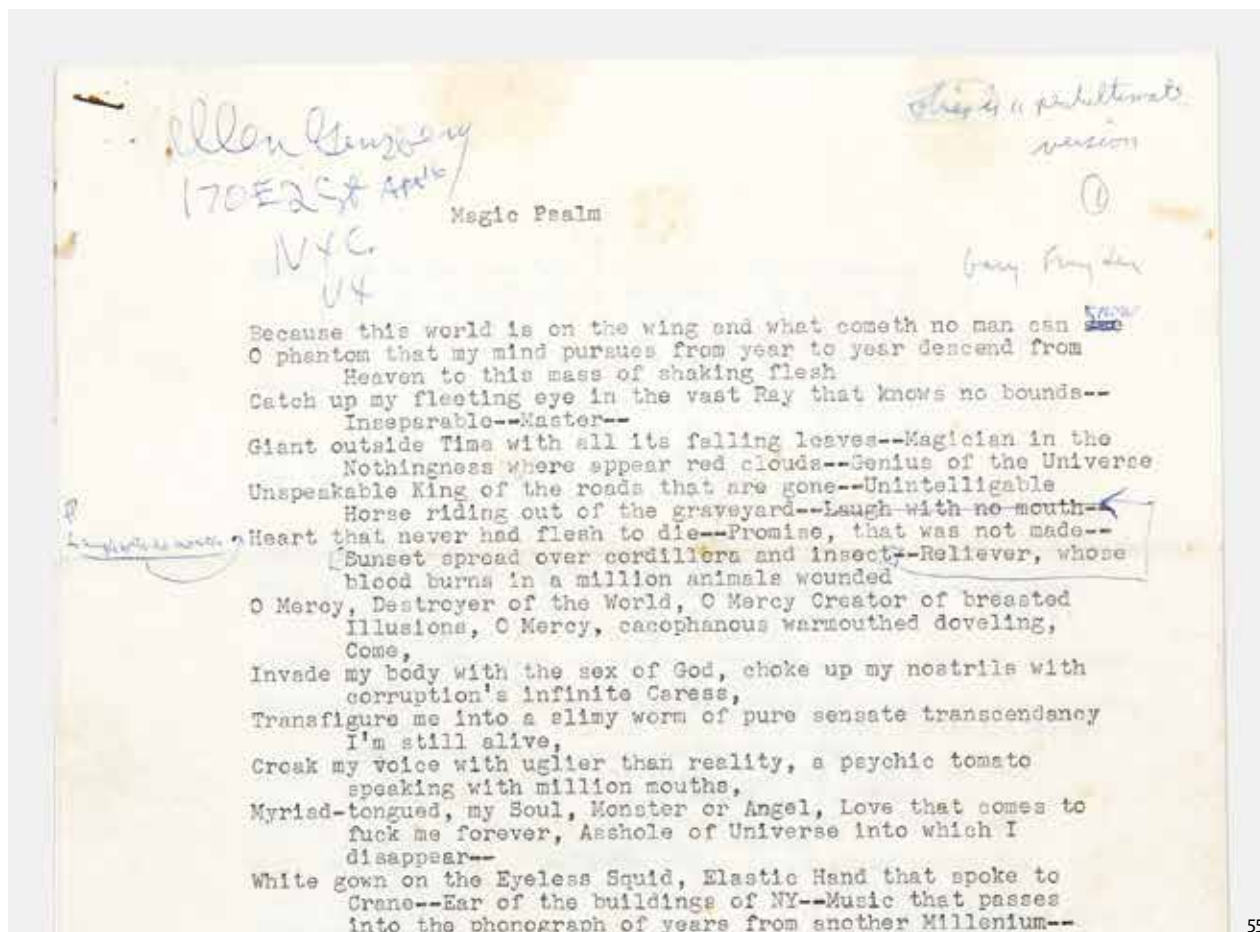 Allen Ginsberg
170 E 2 St Apt 16
NYC
This is a penultimate
version
1
Magic Psalm
Gary Snyder
know
Because this world is on the wing and what cometh no man can see
O phantom that my mind pursues from year to year descend from
Heaven to this mass of shaking flesh
Catch up my fleeting eye in the vast Ray that knows no bounds--
Inseparable--Master--
Giant outside Time with all its falling leaves--Magician in the
Nothingness where appear red clouds--Genius of the Universe
Unspeakable King of the roads that are gone--Unintelligable
Horse riding out of the graveyard--Laugh with no mouth--
Heart that never had flesh to die--Promise, that was not made--
Sunset spread over cordillera and insect--Reliever, whose
blood burns in a million animals wounded
O Mercy, Destroyer of the World, O Mercy Creator of breasted
Illusions, O Mercy, cacophanous warmouthed doveling,
Come,
Invade my body with the sex of God, choke up my nostrils with
corruption's infinite Caress,
Transfigure me into a slimy worm of pure sensate transcendancy
I'm still alive,
Croak my voice with uglier than reality, a psychic tomato
speaking with million mouths,
Myriad-tongued, my Soul, Monster or Angel, Love that comes to
fuck me forever, Asshole of Universe into which I
disappear--
White gown on the Eyeless Squid, Elastic Hand that spoke to
Crane--Ear of the buildings of NY--Music that passes
into the phonograph of years from another Millenium--
55